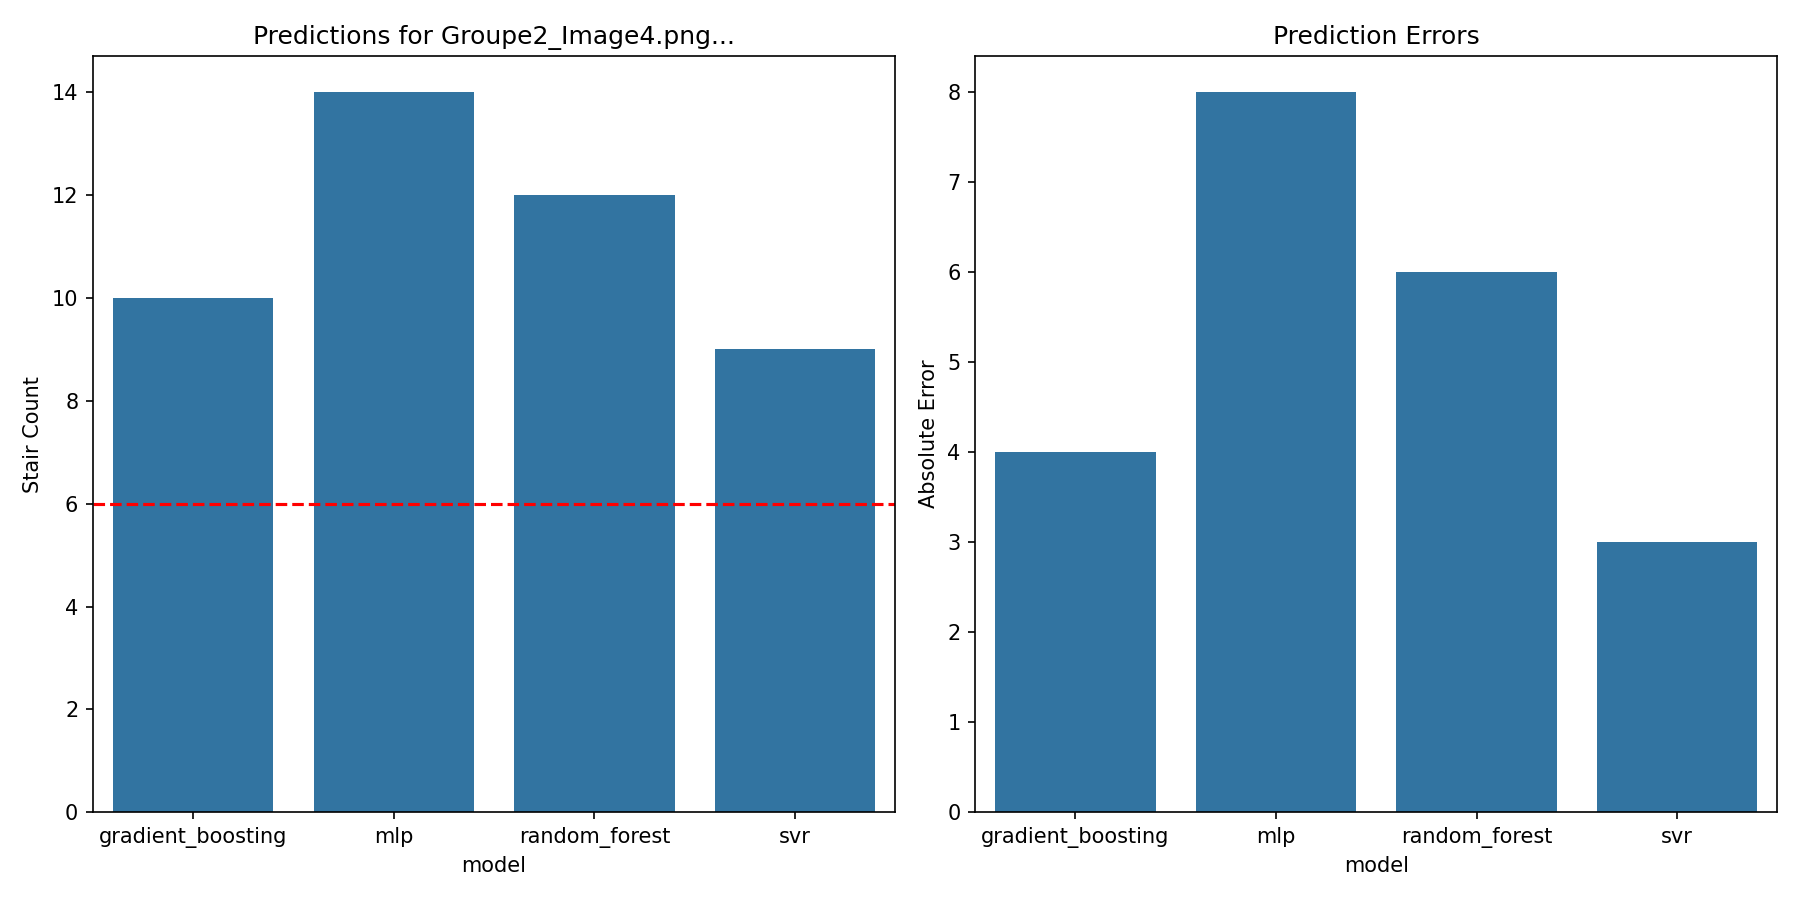 Predictions for Groupe2_Image4.png...
Stair Count
14
12
10
8
6
4
2
0
gradient_boosting mlp random_forest svr
model
Prediction Errors
Absolute Error
8
7
6
5
4
3
2
1
0
gradient_boosting mlp random_forest svr
model